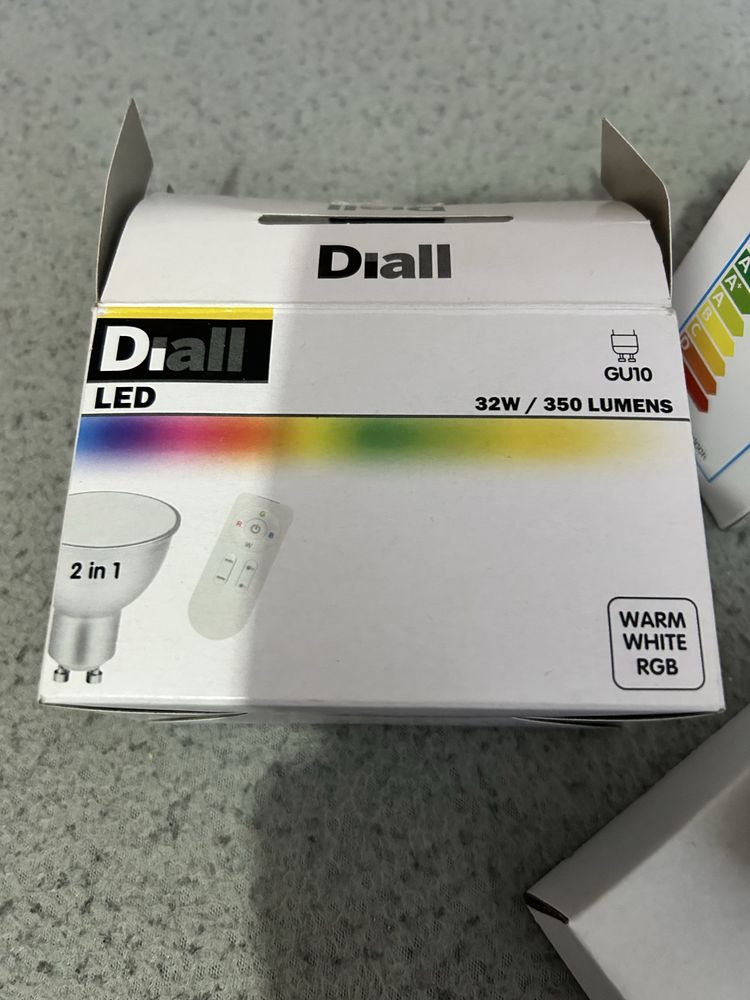 Diall
Diall
LED
GU10
32W / 350 LUMENS
2 in 1
G
R
B
W
WARM
WHITE
RGB
A
A+
A
B
C
D